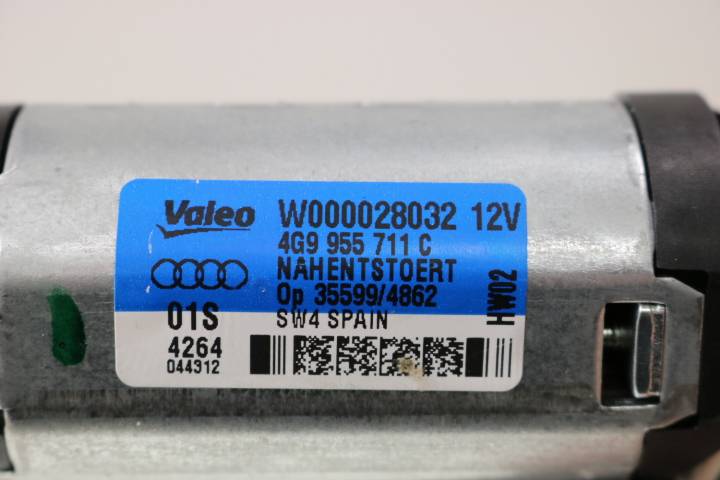 Valeo W000028032 12V
4G9 955 711 C
NAHENTSTOERT
Op 35599/4862
01S SW4 SPAIN
4264
044312
HW02